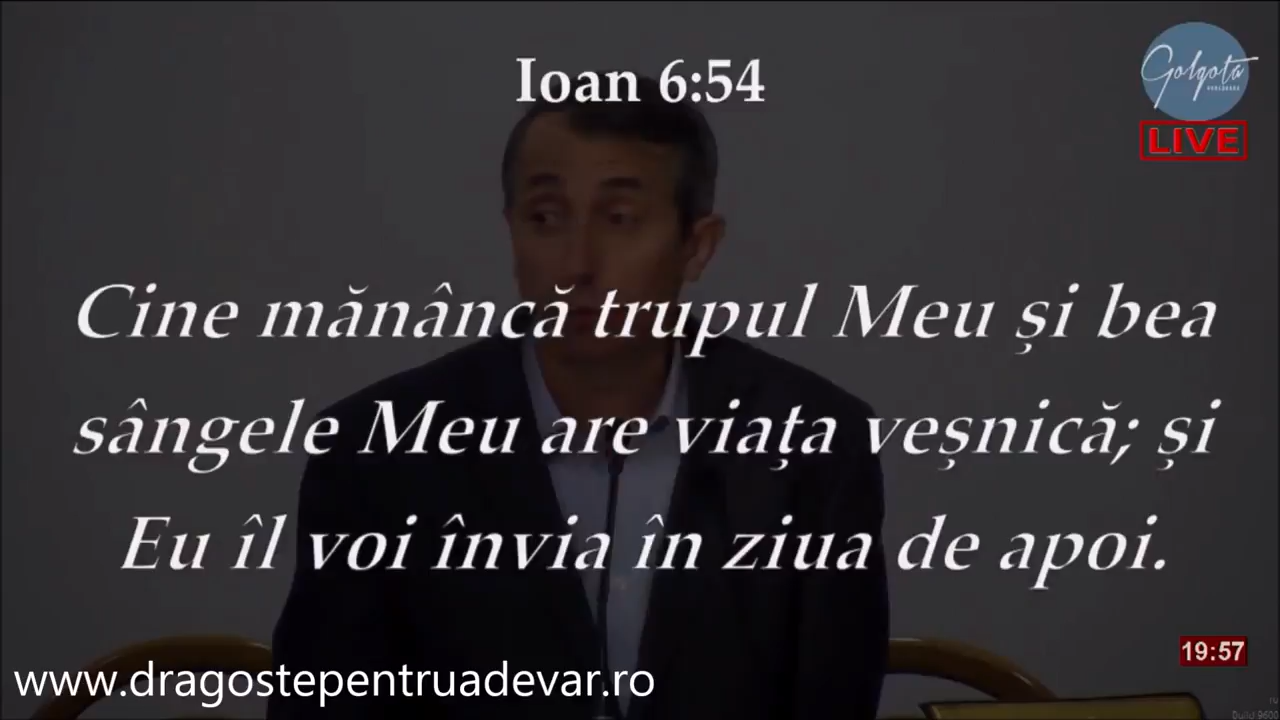 Ioan 6:54
Golgota
LIVE
Cine mănâncă trupul Meu și bea
sângele Meu are viața veșnică; și
Eu îl voi învia în ziua de apoi.
19:57
www.dragostepentruadevar.ro